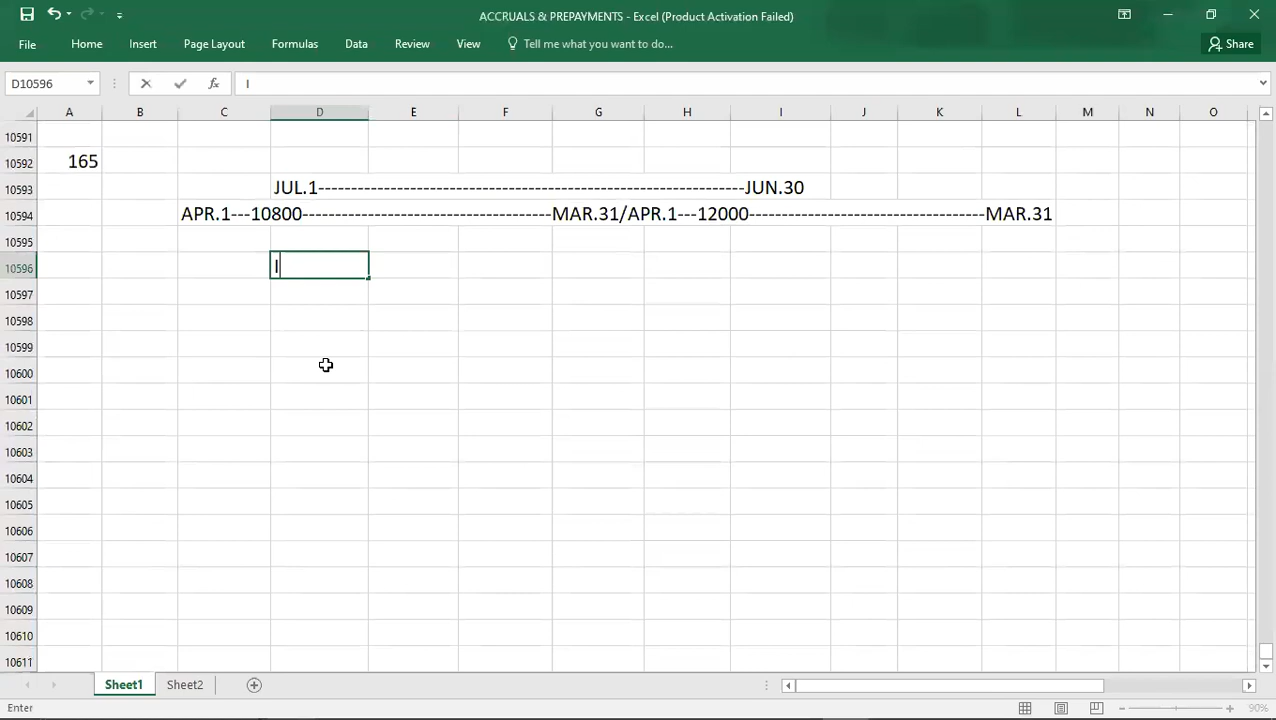 ACCRUALS & PREPAYMENTS - Excel (Product Activation Failed)
File Home Insert Page Layout Formulas Data Review View Tell me what you want to do... Share
D10596 fx I
A B C D E F G H I J K L M N O
10591
10592 165
10593 JUL.1-----------------------------------------------------------------JUN.30
10594 APR.1---10800--------------------------------------MAR.31/APR.1---12000------------------------------------MAR.31
10595
10596 I
10597
10598
10599
10600
10601
10602
10603
10604
10605
10606
10607
10608
10609
10610
10611
Sheet1 Sheet2
Enter 90%